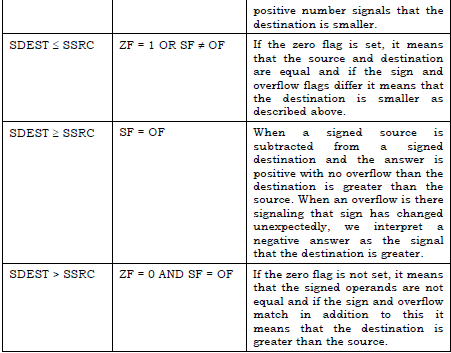 positive number signals that the
destination is smaller.
SDEST ≤ SSRC ZF = 1 OR SF ≠ OF If the zero flag is set, it means
that the source and destination
are equal and if the sign and
overflow flags differ it means that
the destination is smaller as
described above.
SDEST ≥ SSRC SF = OF When a signed source is
subtracted from a signed
destination and the answer is
positive with no overflow than the
destination is greater than the
source. When an overflow is there
signaling that sign has changed
unexpectedly, we interpret a
negative answer as the signal
that the destination is greater.
SDEST > SSRC ZF = 0 AND SF = OF If the zero flag is not set, it means
that the signed operands are not
equal and if the sign and overflow
match in addition to this it
means that the destination is
greater than the source.